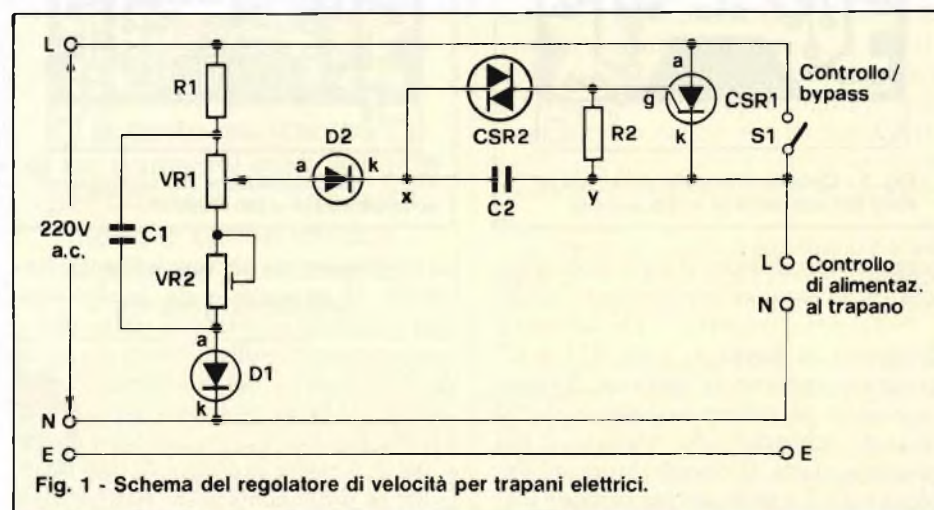 L
R1
VR1
220V
a.c.
C1
VR2
a
D1
k
N
E
D2
a
k
x
CSR2
C2
R2
y
a
g
CSR1
k
Controllo/
bypass
S1
L
Controllo
di alimentaz.
N
al trapano
E
Fig. 1 - Schema del regolatore di velocità per trapani elettrici.